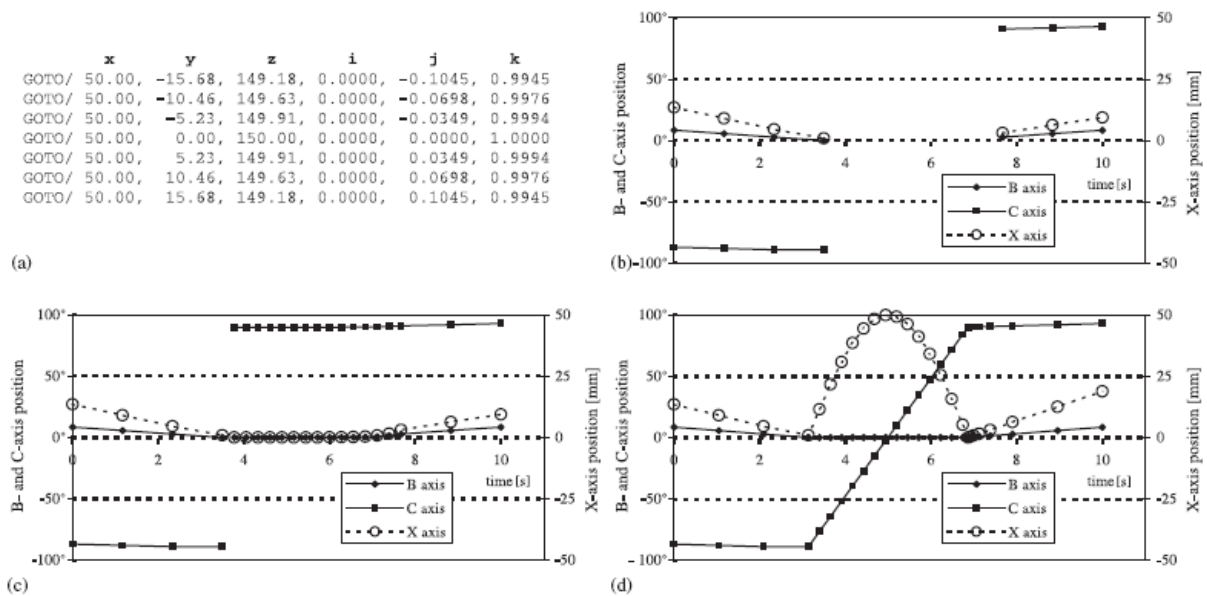 x y z i j k
GOTO/ 50.00, -15.68, 149.18, 0.0000, -0.1045, 0.9945
GOTO/ 50.00, -10.46, 149.63, 0.0000, -0.0698, 0.9976
GOTO/ 50.00, -5.23, 149.91, 0.0000, -0.0349, 0.9994
GOTO/ 50.00, 0.00, 150.00, 0.0000, 0.0000, 1.0000
GOTO/ 50.00, 5.23, 149.91, 0.0000, 0.0349, 0.9994
GOTO/ 50.00, 10.46, 149.63, 0.0000, 0.0698, 0.9976
GOTO/ 50.00, 15.68, 149.18, 0.0000, 0.1045, 0.9945
(a)
B- and C-axis position
100°
50°
0°
-50°
-100°
0 2 4 6 8 10
time [s]
B axis
C axis
X axis
50
25
0
-25
-50
X-axis position [mm]
(b)
B- and C-axis position
100°
50°
0°
-50°
-100°
0 2 4 6 8 10
time [s]
B axis
C axis
X axis
50
25
0
-25
-50
X-axis position [mm]
(c)
B- and C-axis position
100°
50°
0°
-50°
-100°
0 2 4 6 8 10
time [s]
B axis
C axis
X axis
50
25
0
-25
-50
X-axis position [mm]
(d)